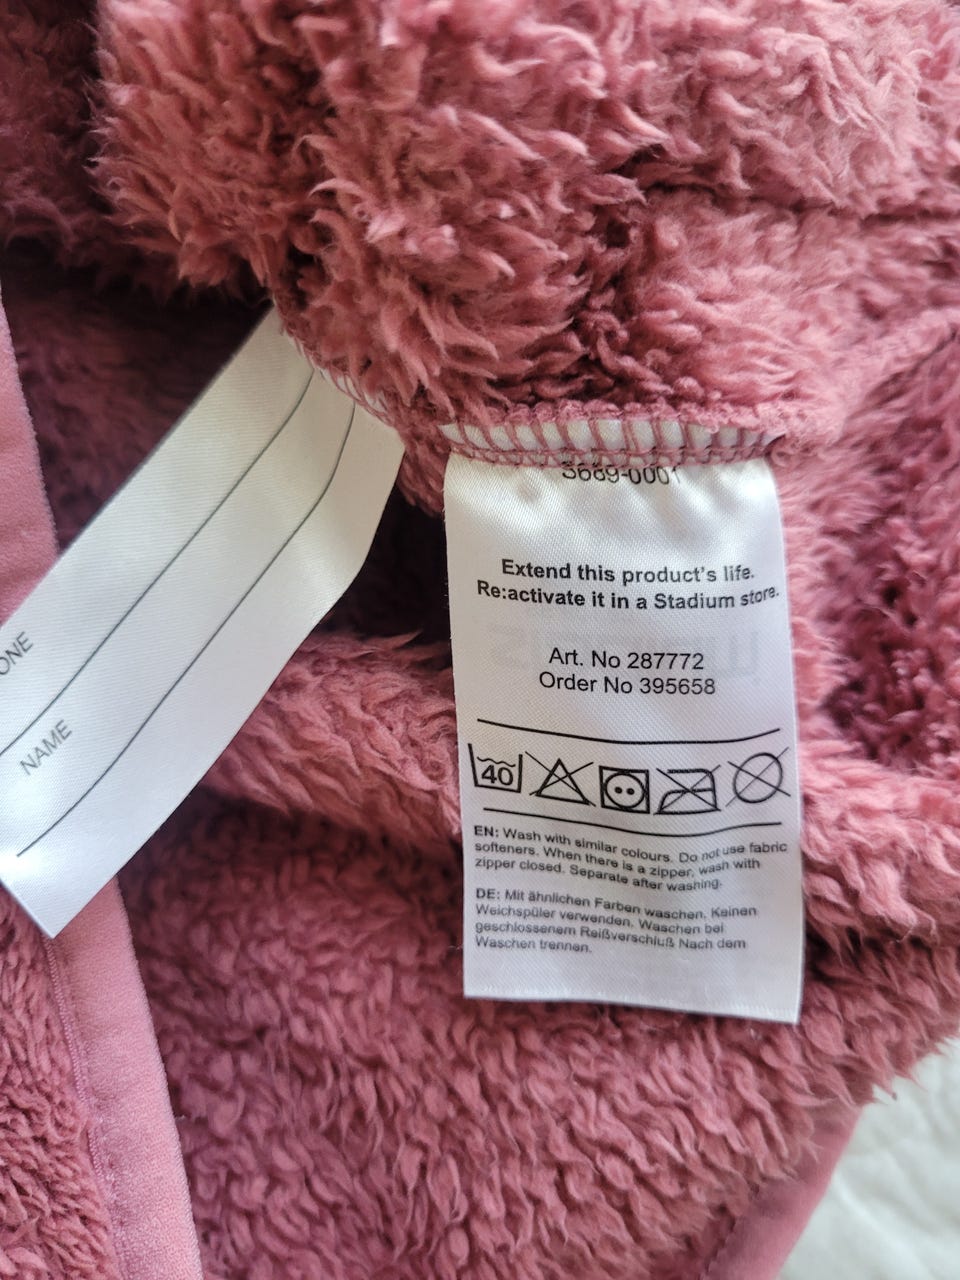 ONE
NAME
3669-0001
Extend this product's life.
Re:activate it in a Stadium store.
Art. No 287772
Order No 395658
40
EN: Wash with similar colours. Do not use fabric
softeners. When there is a zipper, wash with
zipper closed. Separate after washing.
DE: Mit ähnlichen Farben waschen. Keinen
Weichspüler verwenden. Waschen bei
geschlossenem Reißverschluß Nach dem
Waschen trennen.